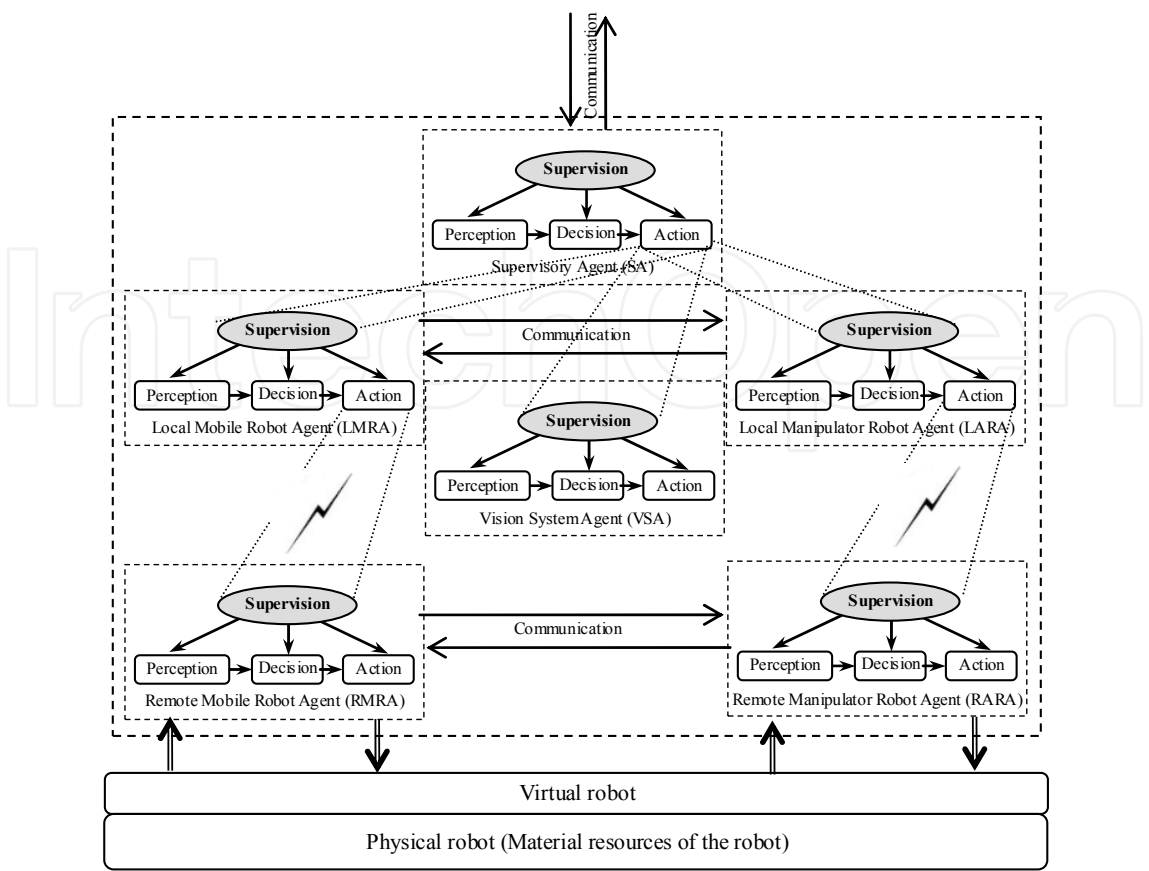 Communication
Supervision
Perception
Decision
Action
Supervisory Agent (SA)
IntechOpen
Supervision
Communication
Supervision
Perception
Decision
Action
Perception
Decision
Action
Local Mobile Robot Agent (LMRA)
Local Manipulator Robot Agent (LARA)
Supervision
Perception
Decision
Action
Vision System Agent (VSA)
Supervision
Communication
Supervision
Perception
Decision
Action
Perception
Decision
Action
Remote Mobile Robot Agent (RMRA)
Remote Manipulator Robot Agent (RARA)
Virtual robot
Physical robot (Material resources of the robot)